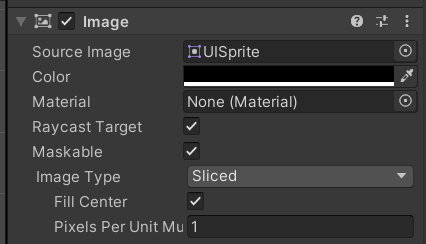 Image
Source Image UISprite
Color
Material None (Material)
Raycast Target
Maskable
Image Type Sliced
Fill Center
Pixels Per Unit Mu 1